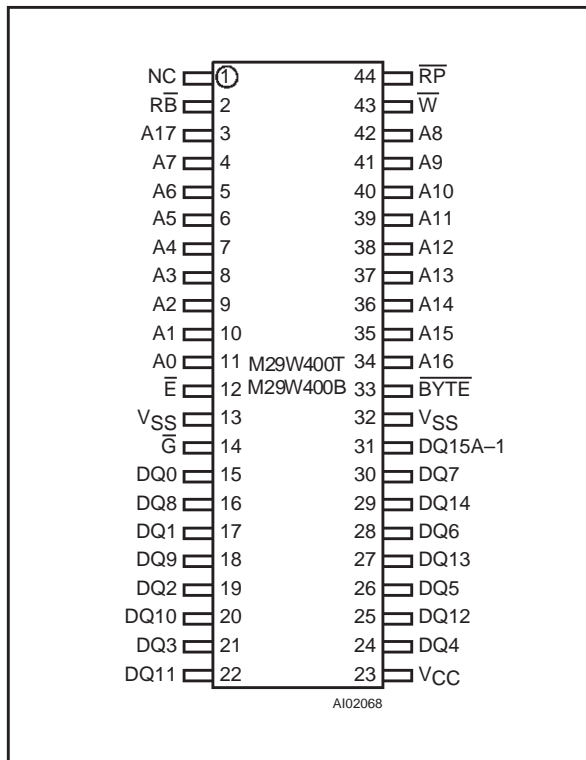 NC 1 44 R̅P̅
RB̅ 2 43 W̅
A17 3 42 A8
A7 4 41 A9
A6 5 40 A10
A5 6 39 A11
A4 7 38 A12
A3 8 37 A13
A2 9 36 A14
A1 10 35 A15
A0 11 M29W400T 34 A16
E̅ 12 M29W400B 33 B̅Y̅T̅E̅
VSS 13 32 VSS
G̅ 14 31 DQ15A–1
DQ0 15 30 DQ7
DQ8 16 29 DQ14
DQ1 17 28 DQ6
DQ9 18 27 DQ13
DQ2 19 26 DQ5
DQ10 20 25 DQ12
DQ3 21 24 DQ4
DQ11 22 23 VCC
AI02068